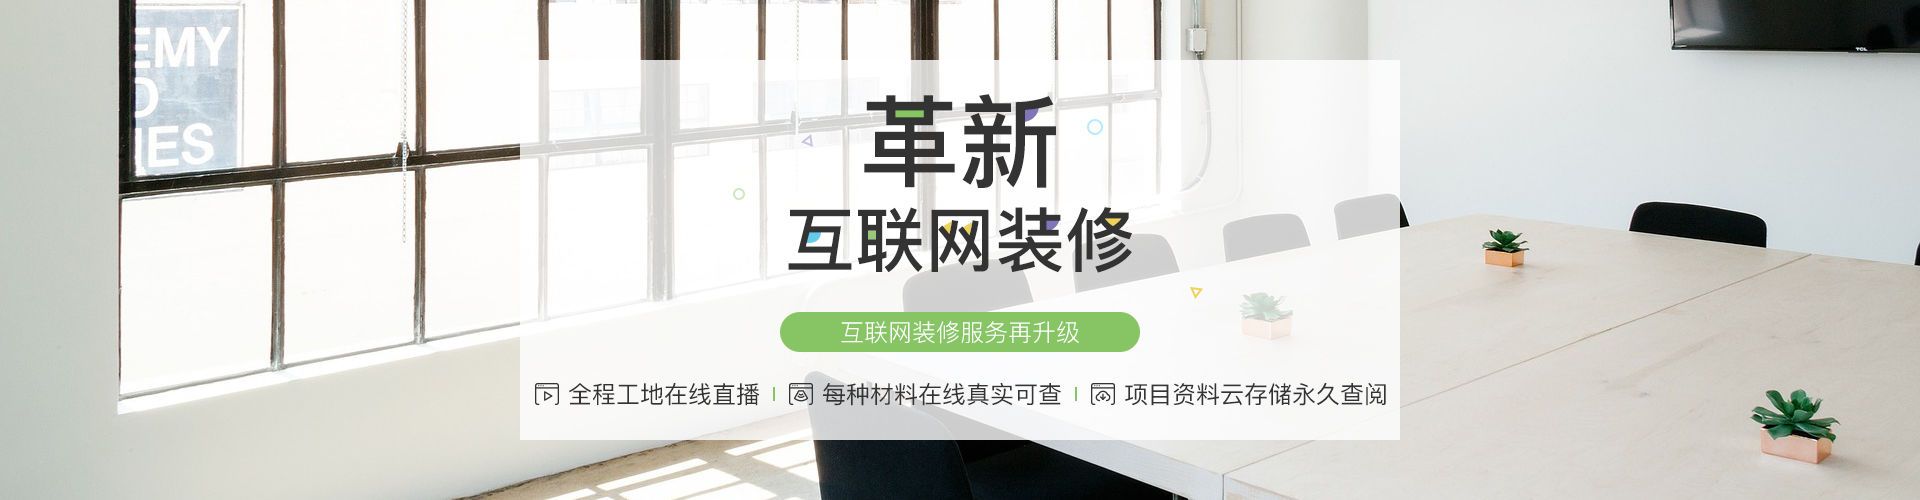 EMY
革新
互联网装修
互联网装修服务再升级
全程工地在线直播
每种材料在线真实可查
项目资料云存储永久查阅
TCL